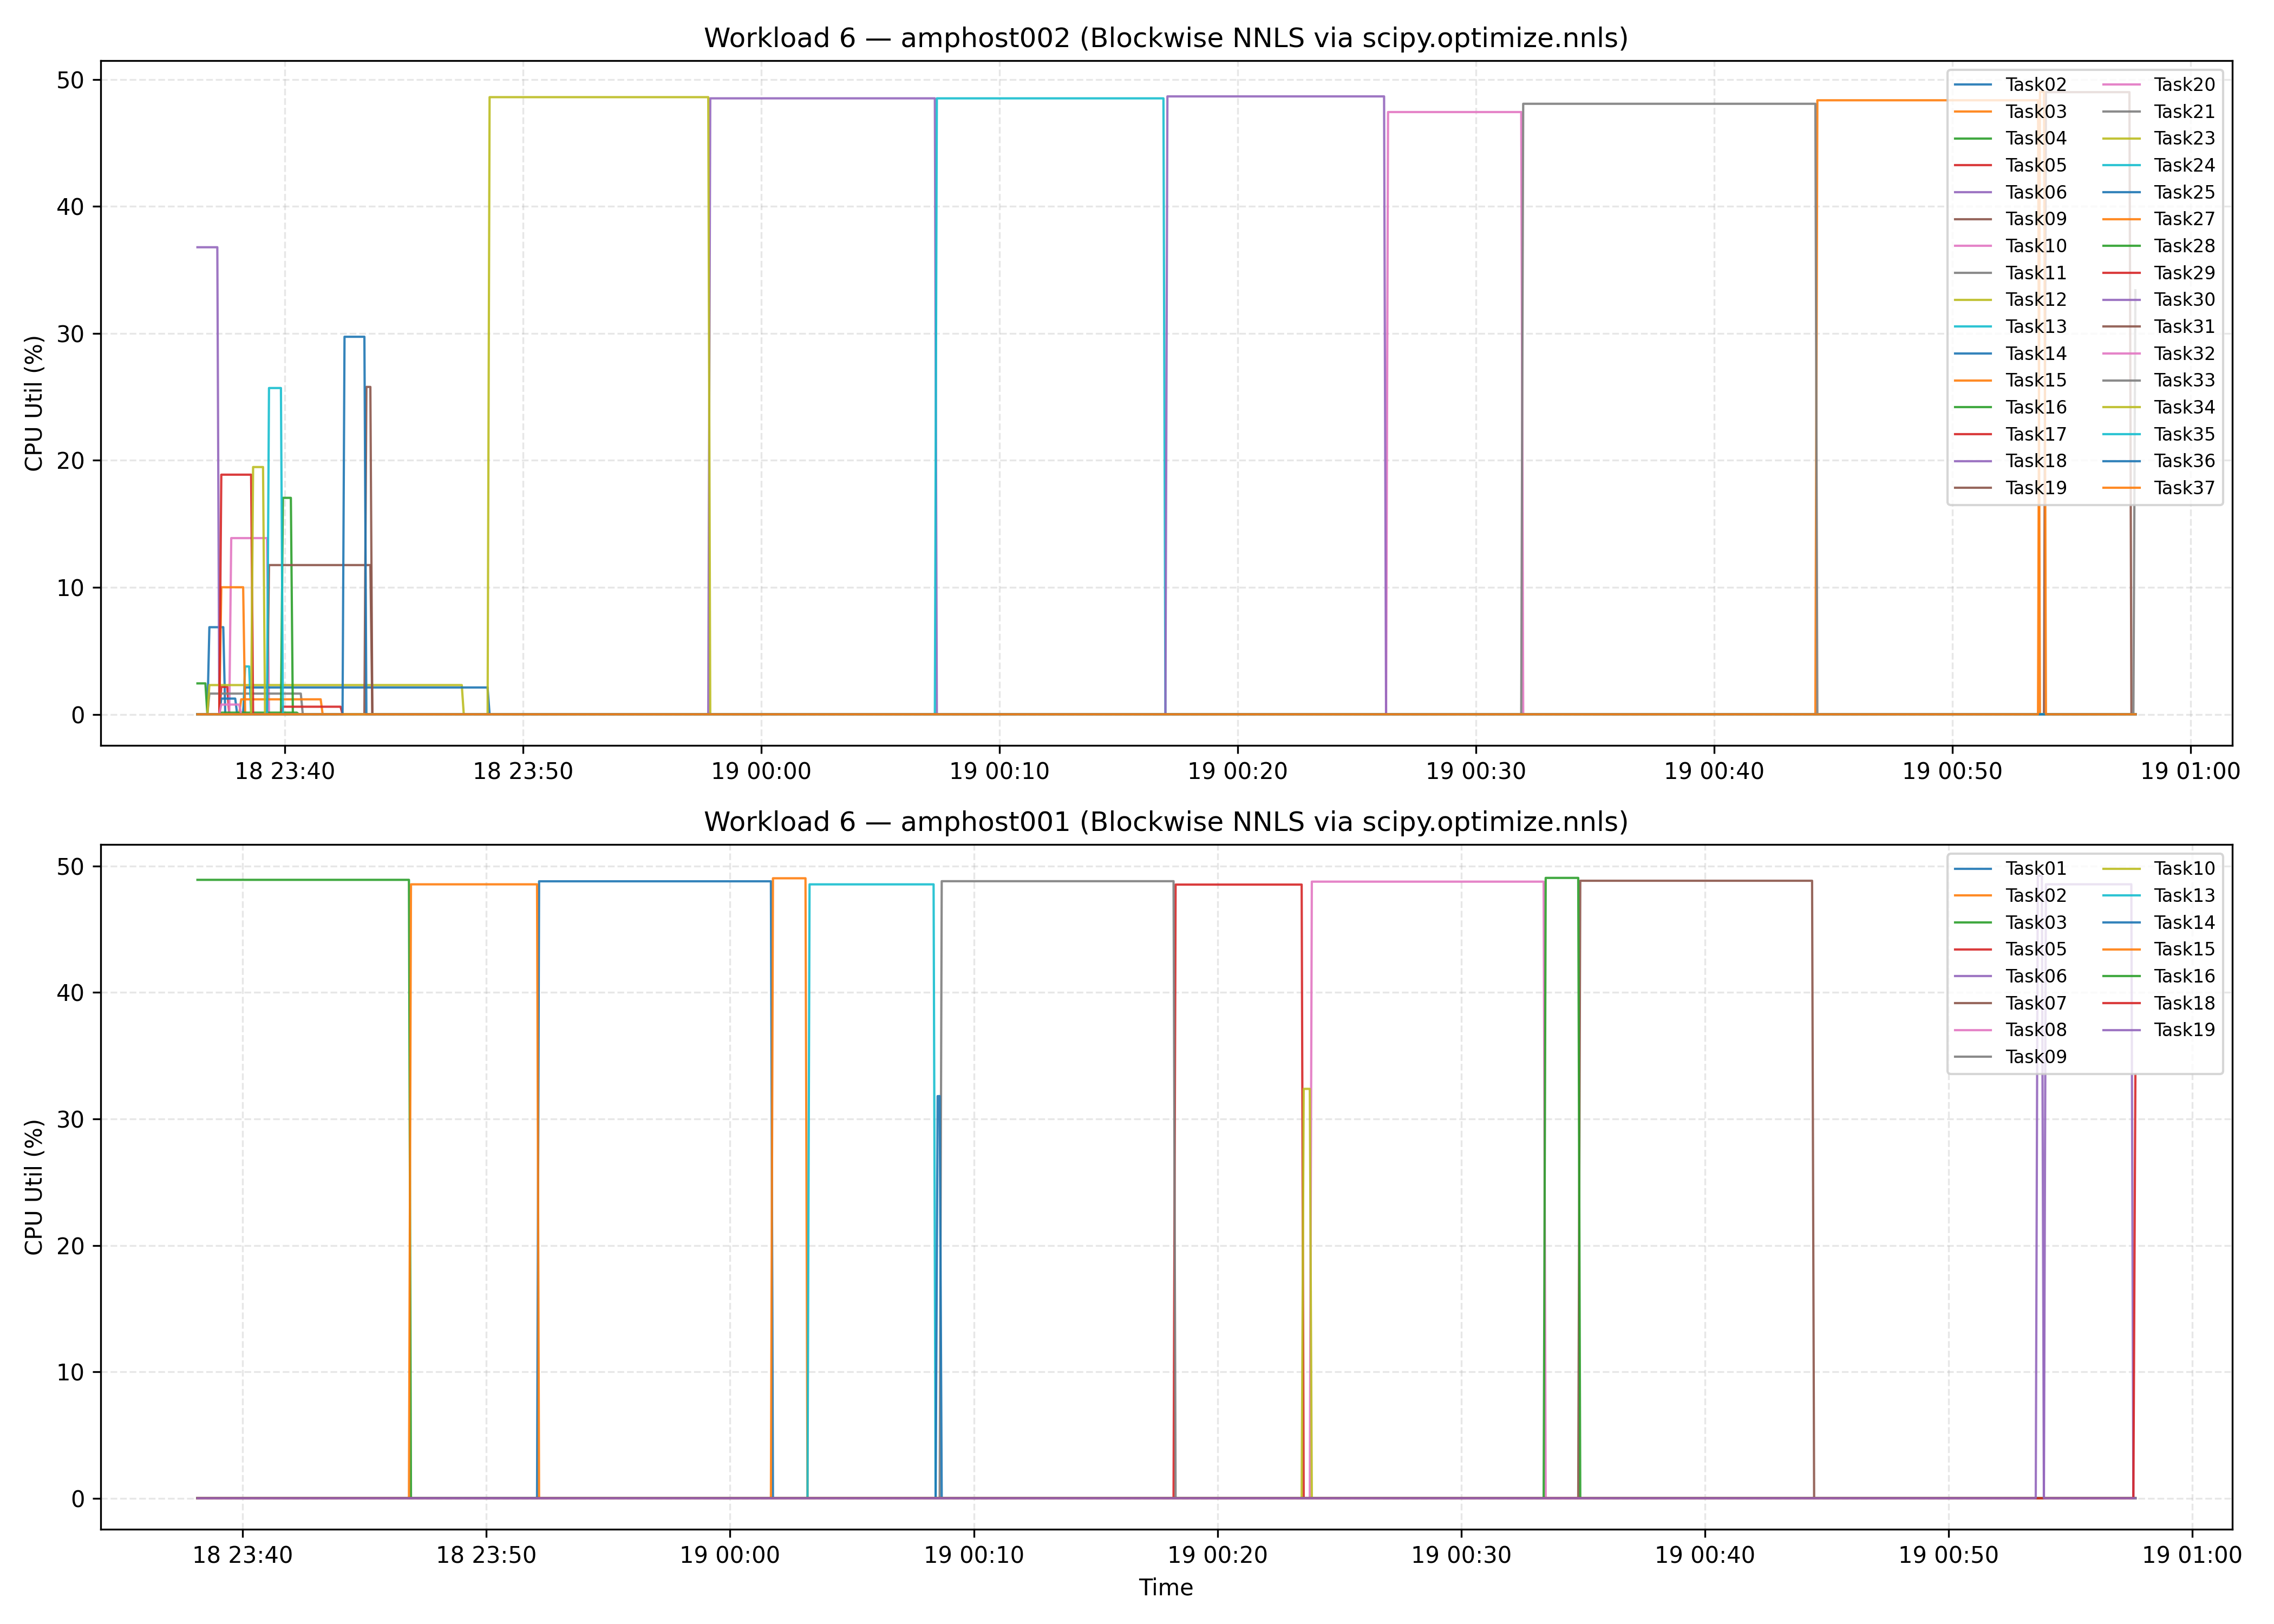 Workload 6 — amphost002 (Blockwise NNLS via scipy.optimize.nnls)
CPU Util (%)
50
40
30
20
10
0
Task02 Task20
Task03 Task21
Task04 Task23
Task05 Task24
Task06 Task25
Task09 Task27
Task10 Task28
Task11 Task29
Task12 Task30
Task13 Task31
Task14 Task32
Task15 Task33
Task16 Task34
Task17 Task35
Task18 Task36
Task19 Task37
18 23:40 18 23:50 19 00:00 19 00:10 19 00:20 19 00:30 19 00:40 19 00:50 19 01:00
Workload 6 — amphost001 (Blockwise NNLS via scipy.optimize.nnls)
CPU Util (%)
50
40
30
20
10
0
Task01 Task10
Task02 Task13
Task03 Task14
Task05 Task15
Task06 Task16
Task07 Task18
Task08 Task19
Task09
18 23:40 18 23:50 19 00:00 19 00:10 19 00:20 19 00:30 19 00:40 19 00:50 19 01:00
Time